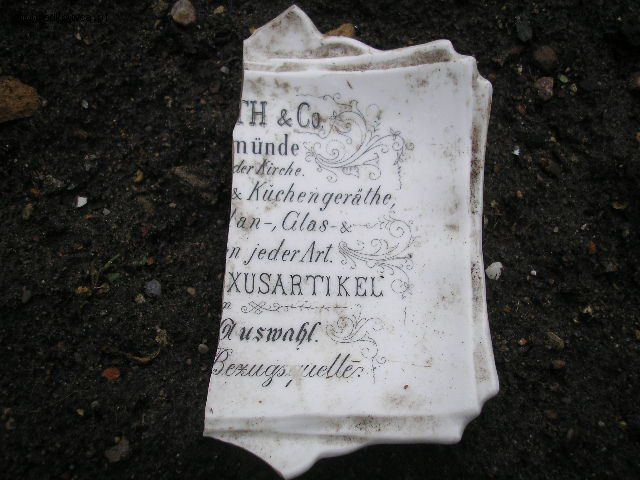 TH & Co.
münde
der Kirche.
& Küchengeräthe,
lan-, Glas- &
n jeder Art.
XUSARTIKEL
n
Auswahl.
Bezugsquelle.